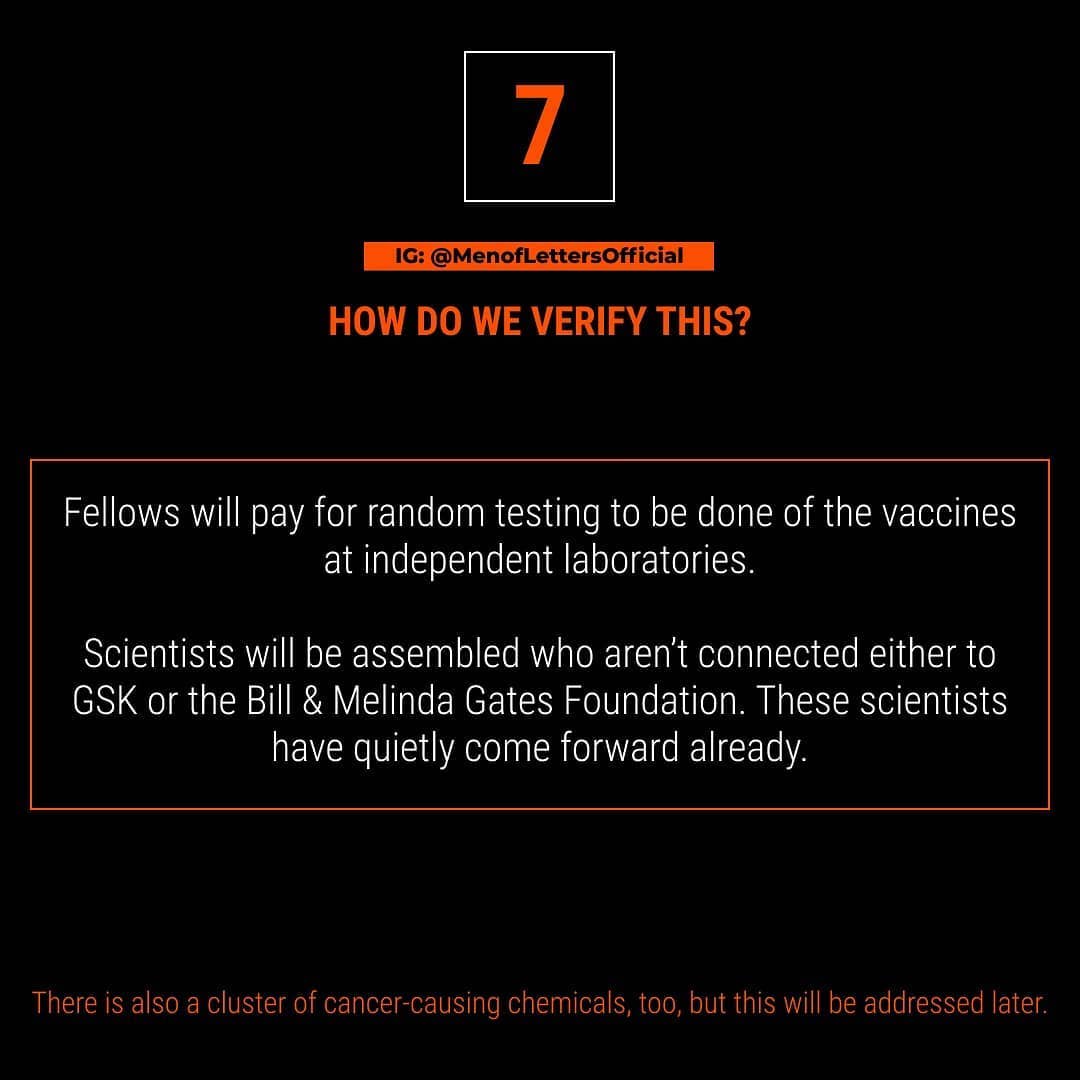 7
IG: @MenofLettersOfficial
HOW DO WE VERIFY THIS?
Fellows will pay for random testing to be done of the vaccines
at independent laboratories.
Scientists will be assembled who aren’t connected either to
GSK or the Bill & Melinda Gates Foundation. These scientists
have quietly come forward already.
There is also a cluster of cancer-causing chemicals, too, but this will be addressed later.